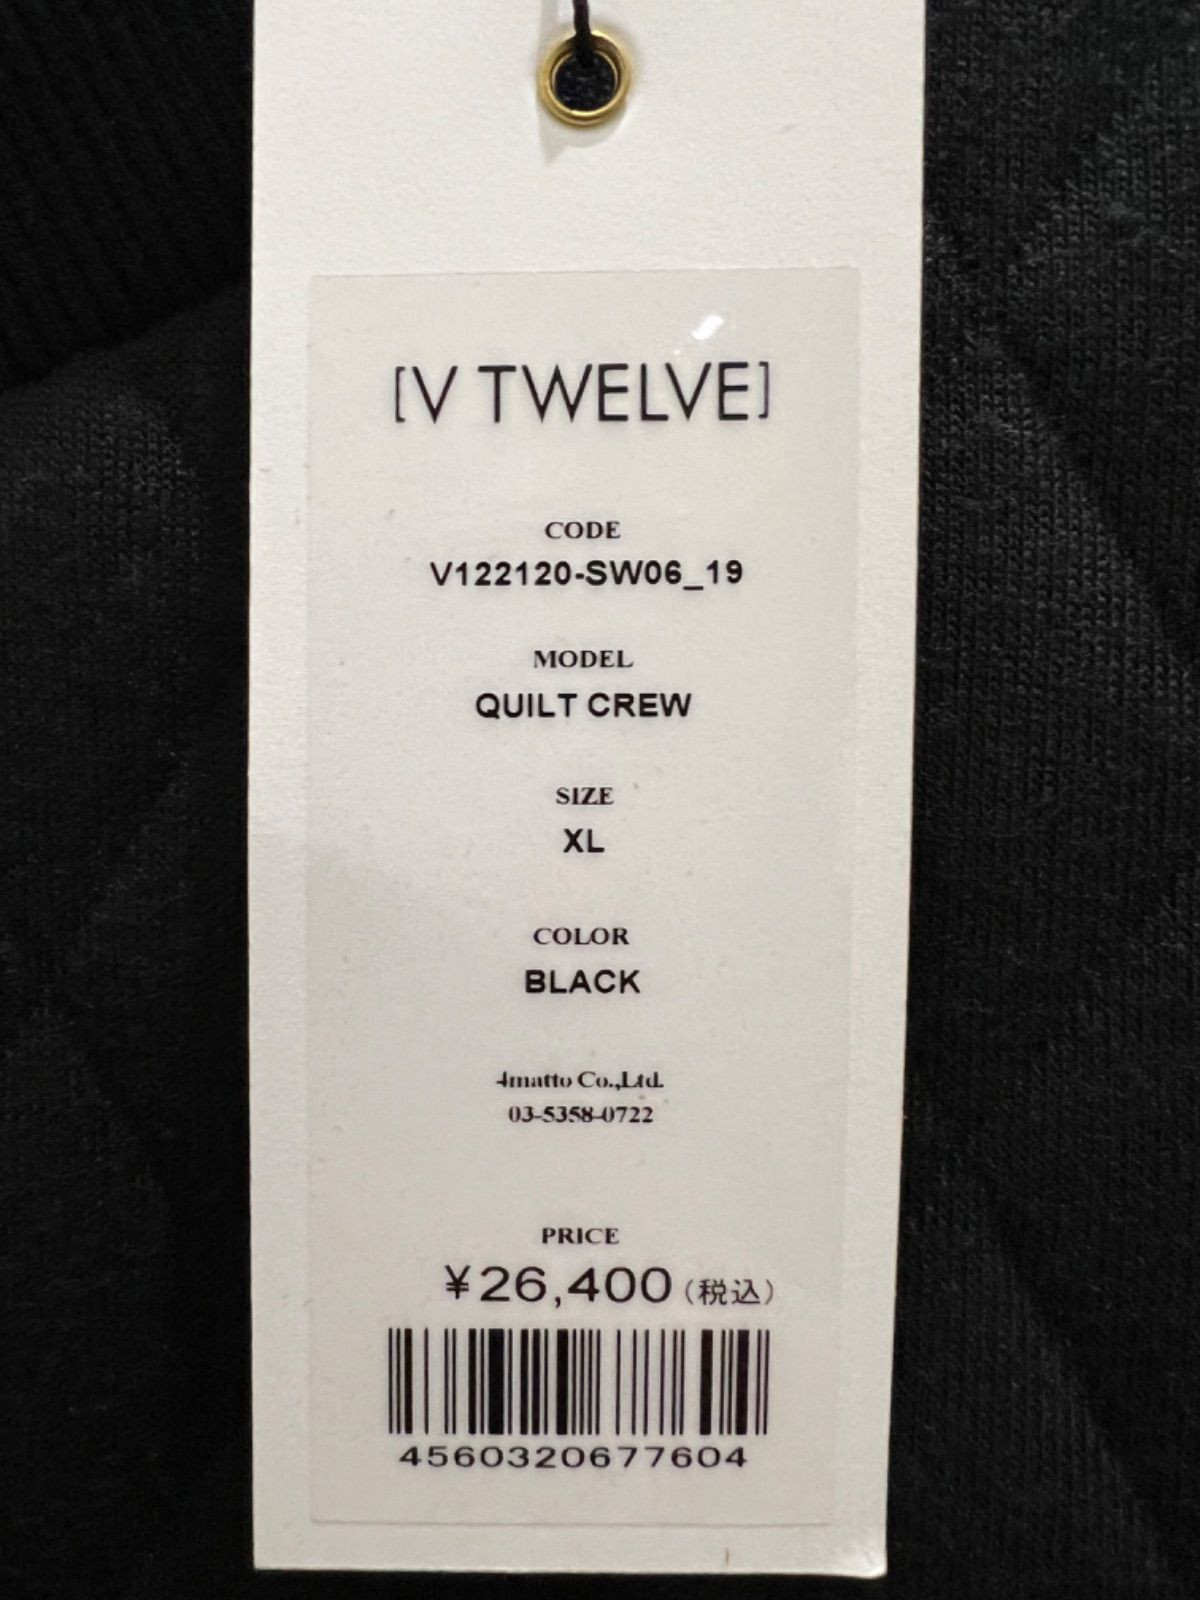 [V TWELVE]
CODE
V122120-SW06_19
MODEL
QUILT CREW
SIZE
XL
COLOR
BLACK
4matto Co.,Ltd.
03-5358-0722
PRICE
¥26,400(税込)
4560320677604